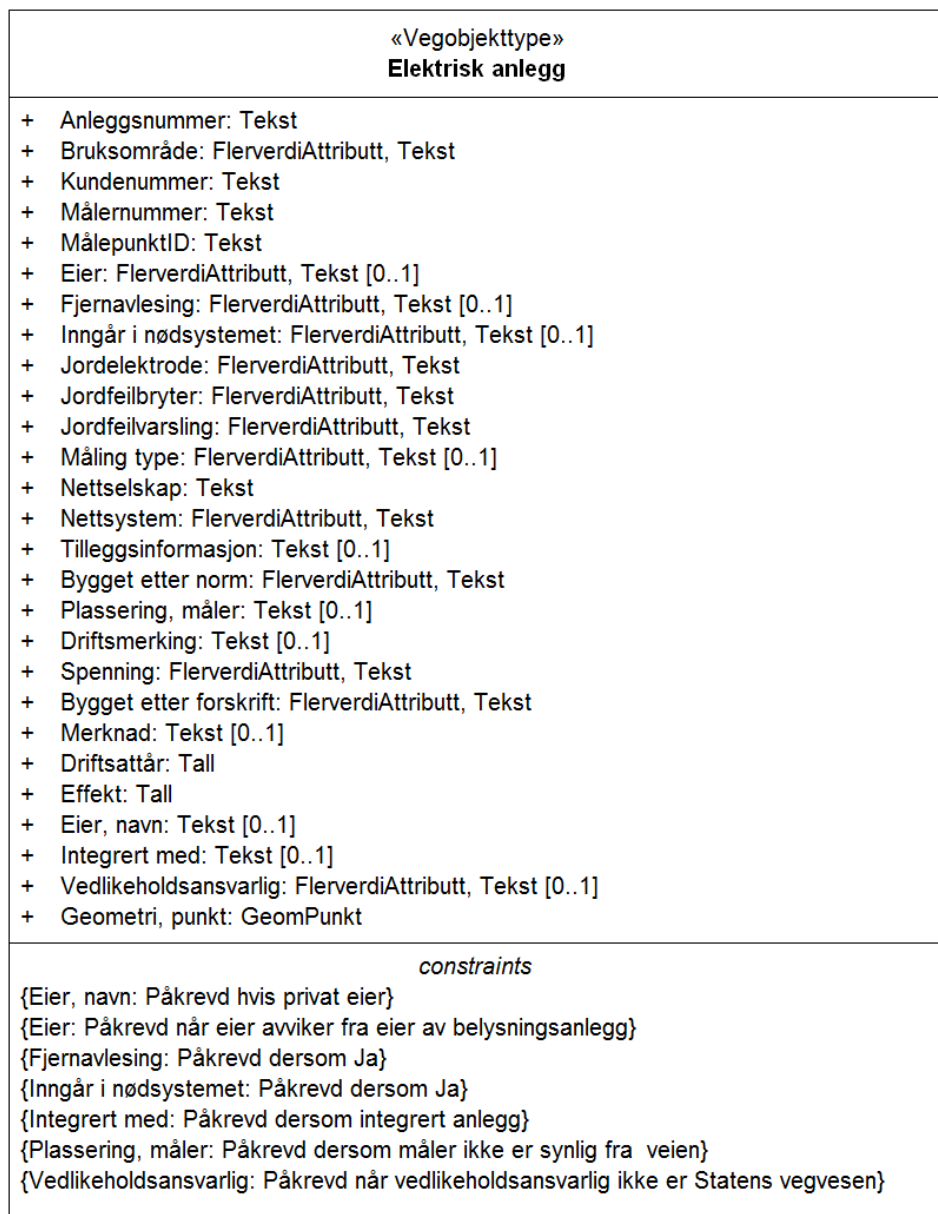 «Vegobjekttype»
Elektrisk anlegg
+ Anleggsnummer: Tekst
+ Bruksområde: FlerverdiAttributt, Tekst
+ Kundenummer: Tekst
+ Målernummer: Tekst
+ MålepunktID: Tekst
+ Eier: FlerverdiAttributt, Tekst [0..1]
+ Fjernavlesing: FlerverdiAttributt, Tekst [0..1]
+ Inngår i nødsystemet: FlerverdiAttributt, Tekst [0..1]
+ Jordelektrode: FlerverdiAttributt, Tekst
+ Jordfeilbryter: FlerverdiAttributt, Tekst
+ Jordfeilvarsling: FlerverdiAttributt, Tekst
+ Måling type: FlerverdiAttributt, Tekst [0..1]
+ Nettselskap: Tekst
+ Nettsystem: FlerverdiAttributt, Tekst
+ Tilleggsinformasjon: Tekst [0..1]
+ Bygget etter norm: FlerverdiAttributt, Tekst
+ Plassering, måler: Tekst [0..1]
+ Driftsmerking: Tekst [0..1]
+ Spenning: FlerverdiAttributt, Tekst
+ Bygget etter forskrift: FlerverdiAttributt, Tekst
+ Merknad: Tekst [0..1]
+ Driftsattår: Tall
+ Effekt: Tall
+ Eier, navn: Tekst [0..1]
+ Integrert med: Tekst [0..1]
+ Vedlikeholdsansvarlig: FlerverdiAttributt, Tekst [0..1]
+ Geometri, punkt: GeomPunkt
constraints
{Eier, navn: Påkrevd hvis privat eier}
{Eier: Påkrevd når eier avviker fra eier av belysningsanlegg}
{Fjernavlesing: Påkrevd dersom Ja}
{Inngår i nødsystemet: Påkrevd dersom Ja}
{Integrert med: Påkrevd dersom integrert anlegg}
{Plassering, måler: Påkrevd dersom måler ikke er synlig fra  veien}
{Vedlikeholdsansvarlig: Påkrevd når vedlikeholdsansvarlig ikke er Statens vegvesen}